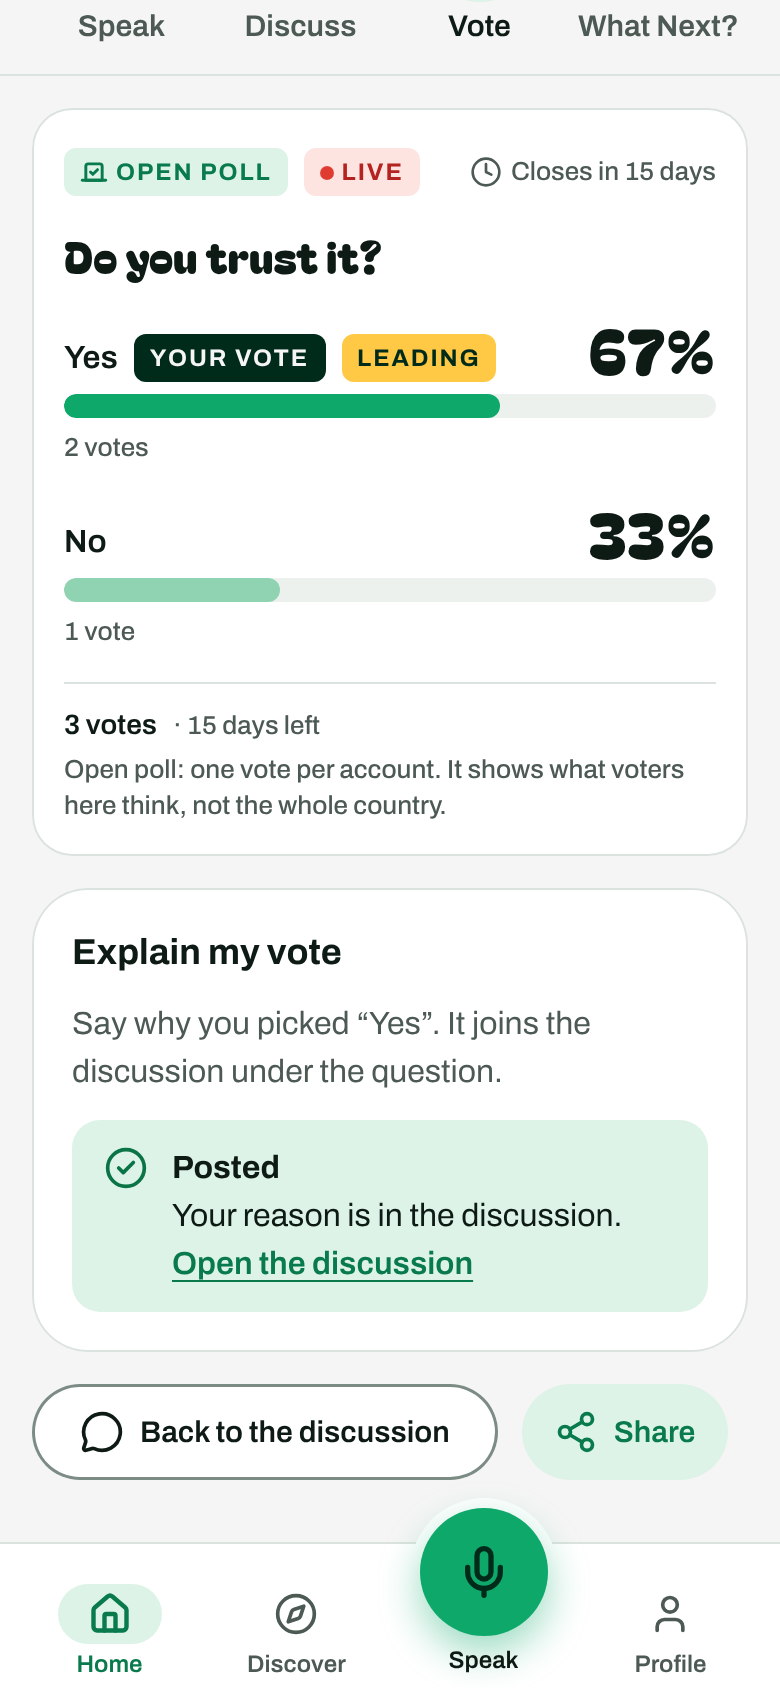 Speak Discuss Vote What Next?
OPEN POLL LIVE Closes in 15 days
Do you trust it?
Yes YOUR VOTE LEADING 67%
2 votes
No 33%
1 vote
3 votes · 15 days left
Open poll: one vote per account. It shows what voters
here think, not the whole country.
Explain my vote
Say why you picked “Yes”. It joins the
discussion under the question.
Posted
Your reason is in the discussion.
Open the discussion
Back to the discussion Share
Home Discover Speak Profile